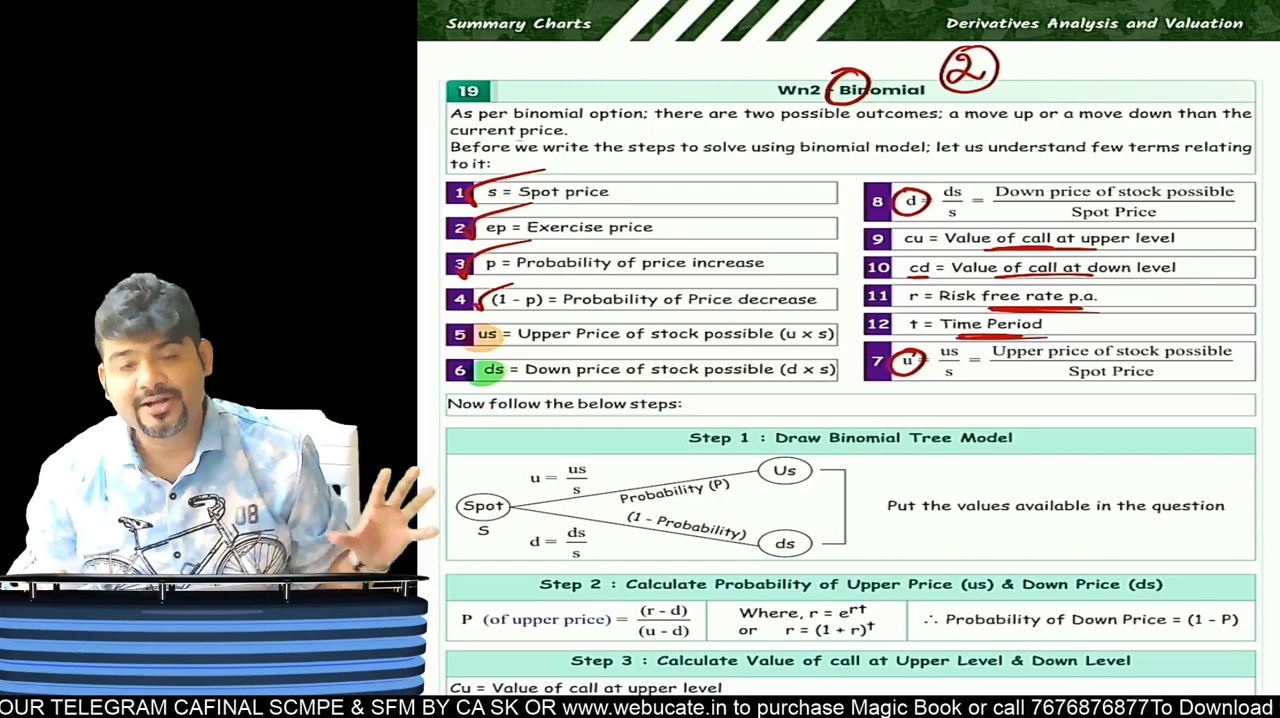 Summary Charts
Derivatives Analysis and Valuation
2
19
Wn2 - Binomial
As per binomial option; there are two possible outcomes; a move up or a move down than the
current price.
Before we write the steps to solve using binomial model; let us understand few terms relating
to it:
1 s = Spot price
2 ep = Exercise price
3 p = Probability of price increase
4 (1 - p) = Probability of Price decrease
5 us = Upper Price of stock possible (u x s)
6 ds = Down price of stock possible (d x s)
8 d = ds/s = Down price of stock possible / Spot Price
9 cu = Value of call at upper level
10 cd = Value of call at down level
11 r = Risk free rate p.a.
12 t = Time Period
7 u = us/s = Upper price of stock possible / Spot Price
Now follow the below steps:
Step 1 : Draw Binomial Tree Model
u = us/s
Probability (P)
Us
Spot
S
(1 - Probability)
d = ds/s
ds
Put the values available in the question
Step 2 : Calculate Probability of Upper Price (us) & Down Price (ds)
P (of upper price) = (r - d) / (u - d)
Where, r = e^rt
or r = (1 + r)^t
∴ Probability of Down Price = (1 - P)
Step 3 : Calculate Value of call at Upper Level & Down Level
Cu = Value of call at upper level
08
OUR TELEGRAM CAFINAL SCMPE & SFM BY CA SK OR www.webucate.in to purchase Magic Book or call 7676876877To Download